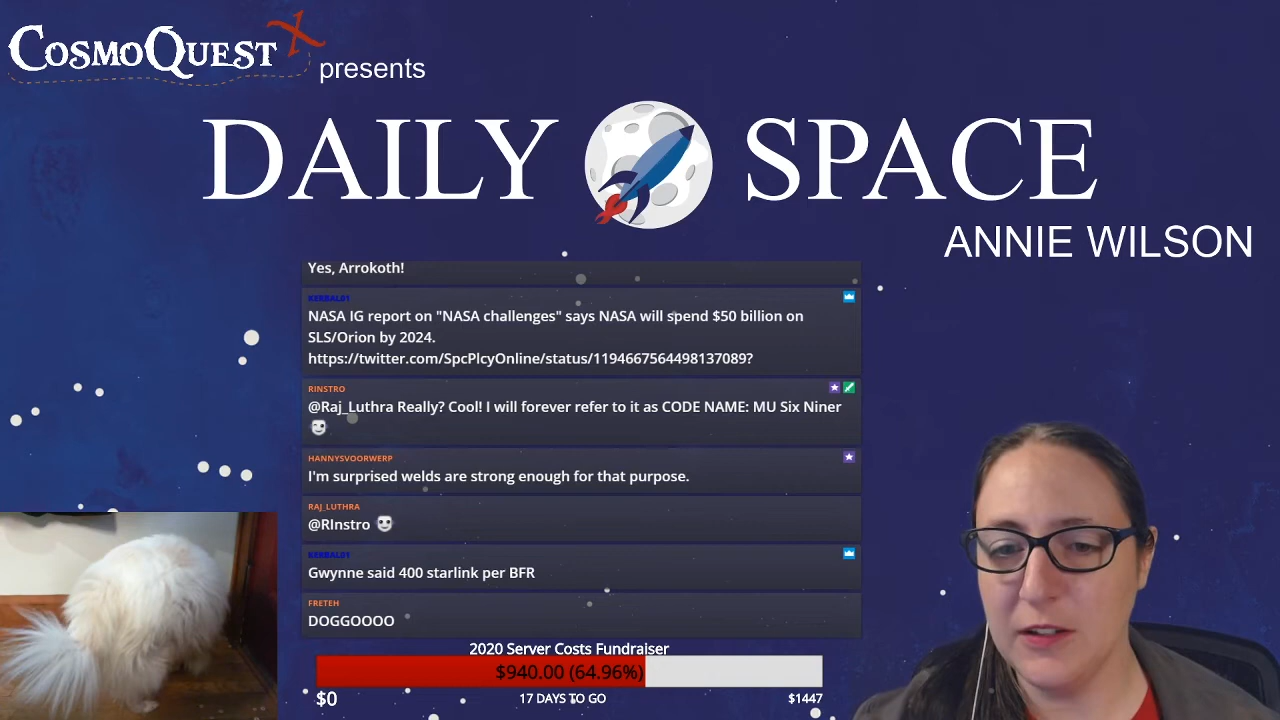 CosmoQuest X
presents
DAILY SPACE
ANNIE WILSON
Yes, Arrokoth!
KERBAL01
NASA IG report on "NASA challenges" says NASA will spend $50 billion on
SLS/Orion by 2024.
https://twitter.com/SpcPlcyOnline/status/1194667564498137089?
RINSTRO
@Raj_Luthra Really? Cool! I will forever refer to it as CODE NAME: MU Six Niner
HANNYSVOORWERP
I'm surprised welds are strong enough for that purpose.
RAJ_LUTHRA
@RInstro
KERBAL01
Gwynne said 400 starlink per BFR
FRETEH
DOGGOOOO
2020 Server Costs Fundraiser
$940.00 (64.96%)
$0
17 DAYS TO GO
$1447